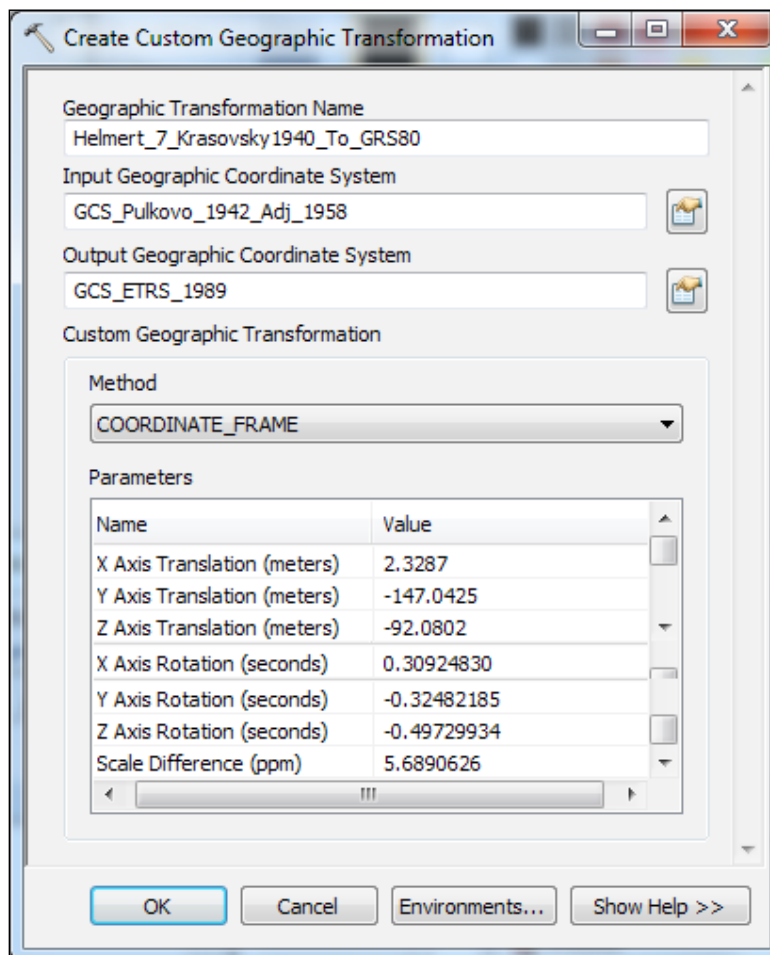 Create Custom Geographic Transformation
Geographic Transformation Name
Helmert_7_Krasovsky1940_To_GRS80
Input Geographic Coordinate System
GCS_Pulkovo_1942_Adj_1958
Output Geographic Coordinate System
GCS_ETRS_1989
Custom Geographic Transformation
Method
COORDINATE_FRAME
Parameters
Name Value
X Axis Translation (meters) 2.3287
Y Axis Translation (meters) -147.0425
Z Axis Translation (meters) -92.0802
X Axis Rotation (seconds) 0.30924830
Y Axis Rotation (seconds) -0.32482185
Z Axis Rotation (seconds) -0.49729934
Scale Difference (ppm) 5.6890626
OK Cancel Environments... Show Help >>